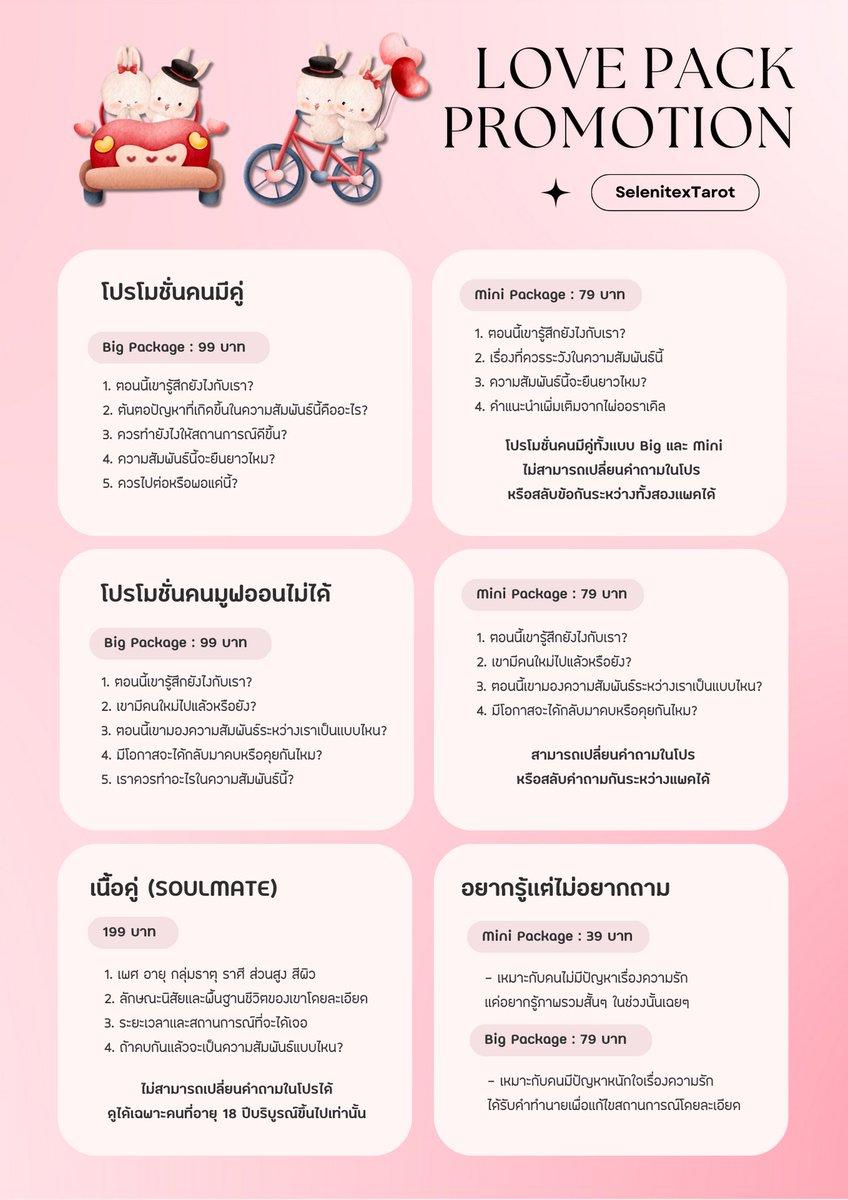 LOVE PACK
PROMOTION
SelenitexTarot
โปรโมชั่นคนมีคู่
Big Package : 99 บาท
1. ตอนนี้เขารู้สึกยังไงกับเรา?
2. ต้นตอปัญหาที่เกิดขึ้นในความสัมพันธ์นี้คืออะไร?
3. ควรทำยังไงให้สถานการณ์ดีขึ้น?
4. ความสัมพันธ์นี้จะยืนยาวไหม?
5. ควรไปต่อหรือพอแค่นี้?
Mini Package : 79 บาท
1. ตอนนี้เขารู้สึกยังไงกับเรา?
2. เรื่องที่ควรระวังในความสัมพันธ์นี้
3. ความสัมพันธ์นี้จะยืนยาวไหม?
4. คำแนะนำเพิ่มเติมจากไพ่ออราเคิล
โปรโมชั่นคนมีคู่ทั้งแบบ Big และ Mini
ไม่สามารถเปลี่ยนคำถามในโปร
หรือสลับข้อกันระหว่างทั้งสองแพคได้
โปรโมชั่นคนมูฟออนไม่ได้
Big Package : 99 บาท
1. ตอนนี้เขารู้สึกยังไงกับเรา?
2. เขามีคนใหม่ไปแล้วหรือยัง?
3. ตอนนี้เขามองความสัมพันธ์ระหว่างเราเป็นแบบไหน?
4. มีโอกาสจะได้กลับมาคบหรือคุยกันไหม?
5. เราควรทำอะไรในความสัมพันธ์นี้?
Mini Package : 79 บาท
1. ตอนนี้เขารู้สึกยังไงกับเรา?
2. เขามีคนใหม่ไปแล้วหรือยัง?
3. ตอนนี้เขามองความสัมพันธ์ระหว่างเราเป็นแบบไหน?
4. มีโอกาสจะได้กลับมาคบหรือคุยกันไหม?
สามารถเปลี่ยนคำถามในโปร
หรือสลับคำถามกันระหว่างแพคได้
เนื้อคู่ (SOULMATE)
199 บาท
1. เพศ อายุ กลุ่มธาตุ ราศี ส่วนสูง สีผิว
2. ลักษณะนิสัยและพื้นฐานชีวิตของเขาโดยละเอียด
3. ระยะเวลาและสถานการณ์ที่จะได้เจอ
4. ถ้าคบกันแล้วจะเป็นความสัมพันธ์แบบไหน?
ไม่สามารถเปลี่ยนคำถามในโปรได้
ดูได้เฉพาะคนที่อายุ 18 ปีบริบูรณ์ขึ้นไปเท่านั้น
อยากรู้แต่ไม่อยากถาม
Mini Package : 39 บาท
- เหมาะกับคนไม่มีปัญหาเรื่องความรัก
แค่อยากรู้ภาพรวมสั้นๆ ในช่วงนั้นเฉยๆ
Big Package : 79 บาท
- เหมาะกับคนมีปัญหาหนักใจเรื่องความรัก
ได้รับคำทำนายเพื่อแก้ไขสถานการณ์โดยละเอียด